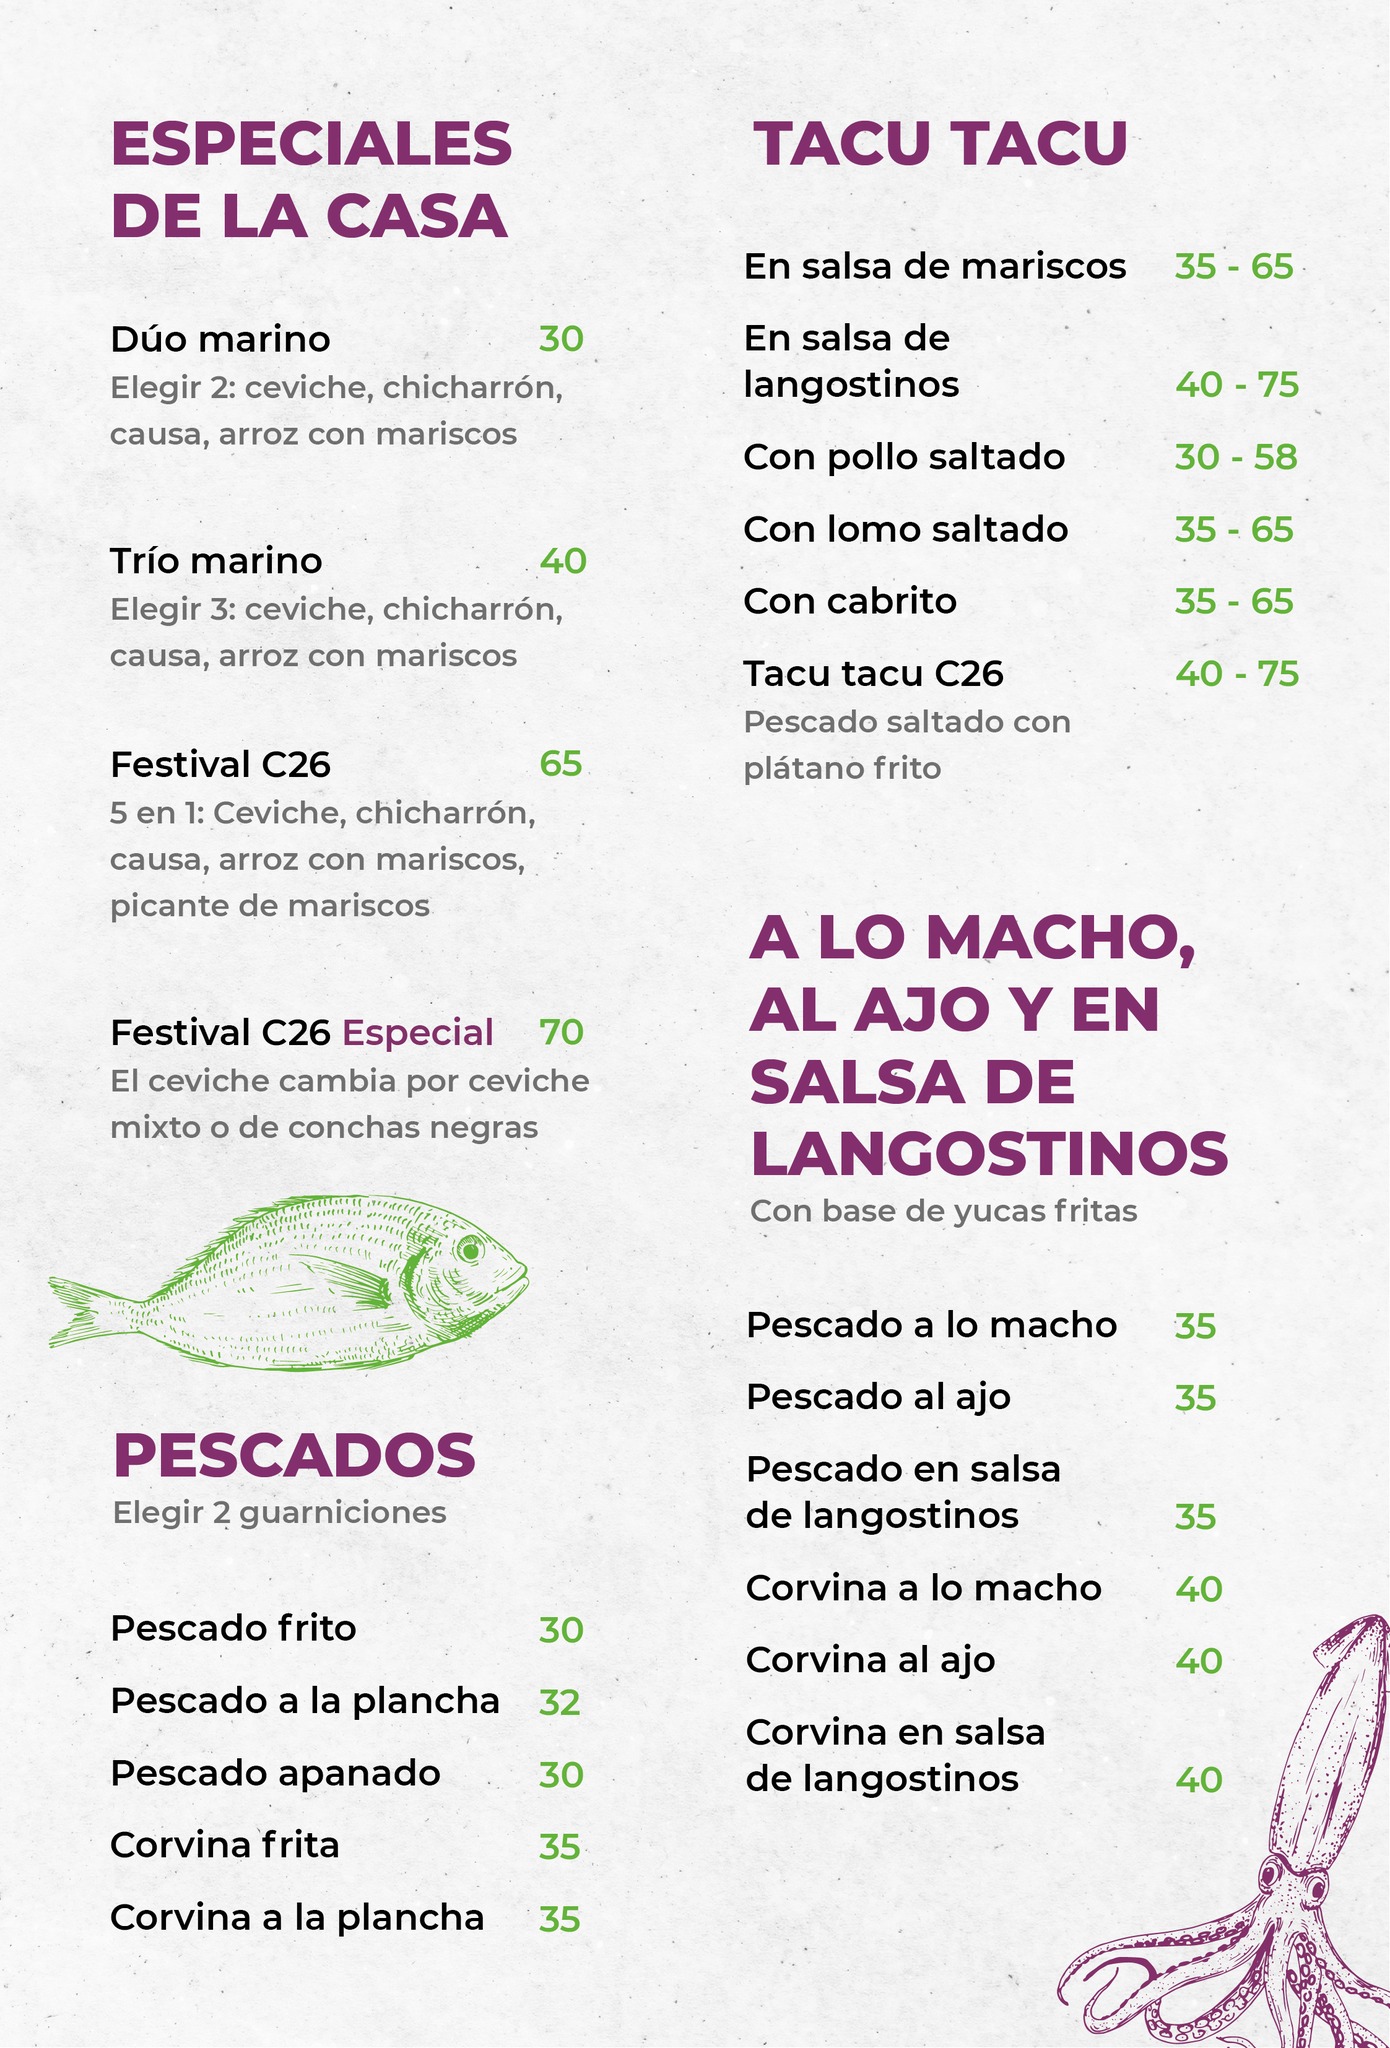 ESPECIALES
DE LA CASA
Dúo marino 30
Elegir 2: ceviche, chicharrón,
causa, arroz con mariscos
Trío marino 40
Elegir 3: ceviche, chicharrón,
causa, arroz con mariscos
Festival C26 65
5 en 1: Ceviche, chicharrón,
causa, arroz con mariscos,
picante de mariscos
Festival C26 Especial 70
El ceviche cambia por ceviche
mixto o de conchas negras
PESCADOS
Elegir 2 guarniciones
Pescado frito 30
Pescado a la plancha 32
Pescado apanado 30
Corvina frita 35
Corvina a la plancha 35
TACU TACU
En salsa de mariscos 35 - 65
En salsa de
langostinos 40 - 75
Con pollo saltado 30 - 58
Con lomo saltado 35 - 65
Con cabrito 35 - 65
Tacu tacu C26 40 - 75
Pescado saltado con
plátano frito
A LO MACHO,
AL AJO Y EN
SALSA DE
LANGOSTINOS
Con base de yucas fritas
Pescado a lo macho 35
Pescado al ajo 35
Pescado en salsa
de langostinos 35
Corvina a lo macho 40
Corvina al ajo 40
Corvina en salsa
de langostinos 40